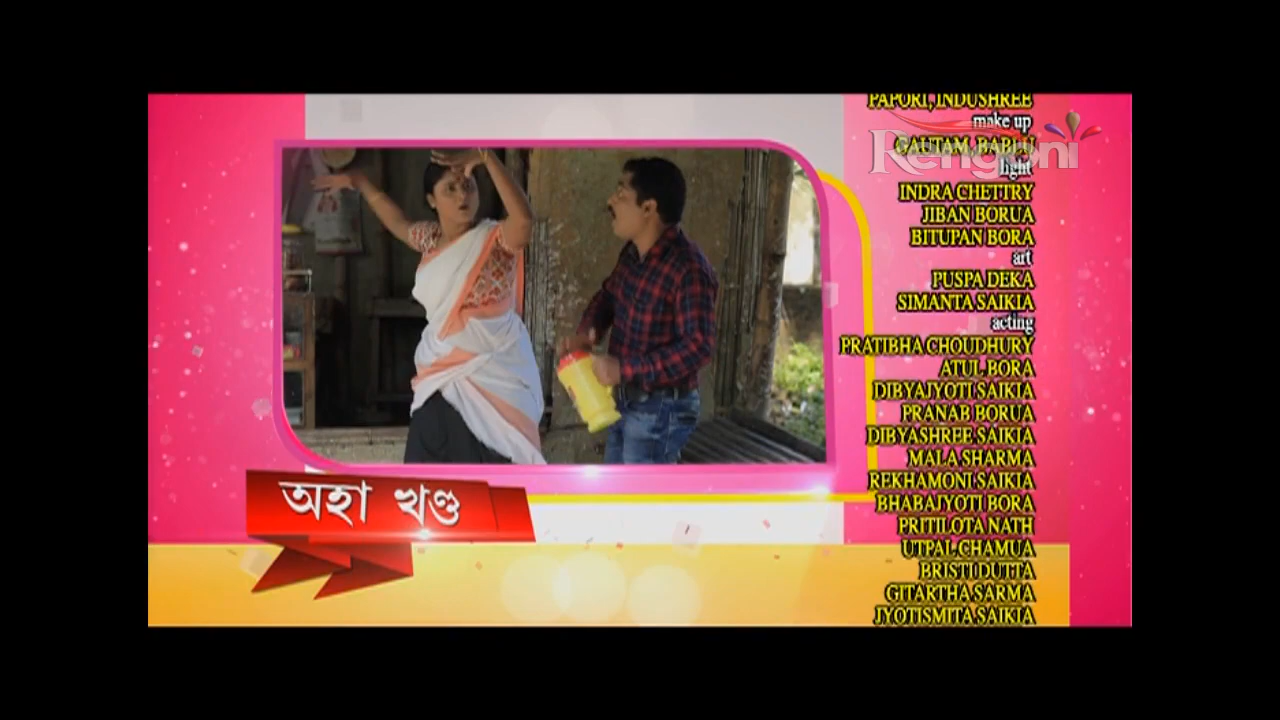 PAPORI, INDUSHREE
make up
GAUTAM, BABLU
Rengoni
light
INDRA CHETTRY
JIBAN BORUA
BITUPAN BORA
art
PUSPA DEKA
SIMANTA SAIKIA
acting
PRATIBHA CHOUDHURY
ATUL BORA
DIBYAJYOTI SAIKIA
PRANAB BORUA
DIBYASHREE SAIKIA
MALA SHARMA
REKHAMONI SAIKIA
BHABAJYOTI BORA
PRITILOTA NATH
UTPAL CHAMUA
BRISTI DUTTA
GITARTHA SARMA
JYOTISMITA SAIKIA
অহা খণ্ড